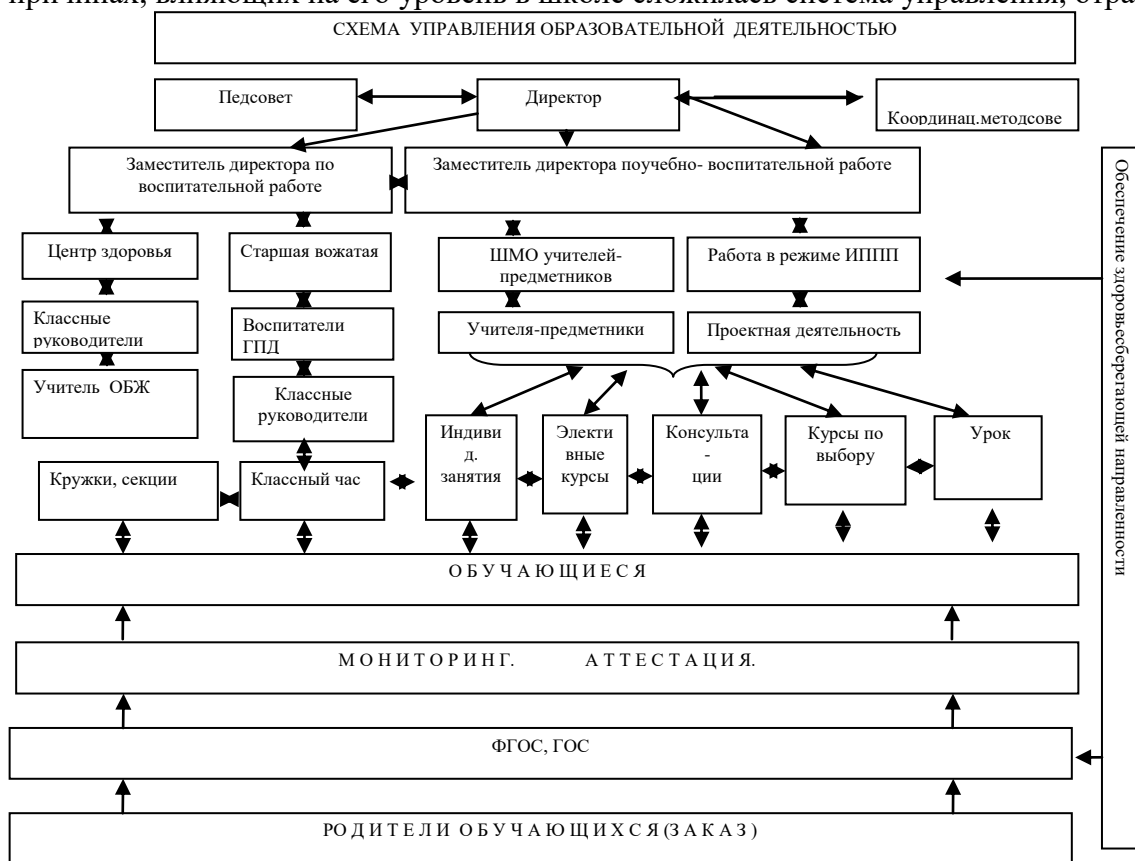 причинах, влияющих на его уровень в школе сложилась система управления, отра
СХЕМА УПРАВЛЕНИЯ ОБРАЗОВАТЕЛЬНОЙ ДЕЯТЕЛЬНОСТЬЮ
Педсовет
Директор
Координац.методсове
Заместитель директора по
воспитательной работе
Заместитель директора поучебно- воспитательной работе
Обеспечение здоровьесберегающей направленности
Центр здоровья
Старшая вожатая
ШМО учителей-
предметников
Работа в режиме ИППП
Классные
руководители
Воспитатели
ГПД
Учителя-предметники
Проектная деятельность
Учитель ОБЖ
Классные
руководители
Индиви
д.
занятия
Электи
вные
курсы
Консульта
-
ции
Курсы по
выбору
Урок
Кружки, секции
Классный час
О Б У Ч А Ю Щ И Е С Я
М О Н И Т О Р И Н Г. А Т Т Е С Т А Ц И Я.
ФГОС, ГОС
РО Д И Т Е Л И О Б У Ч А Ю Щ И Х С Я (З А К А З )